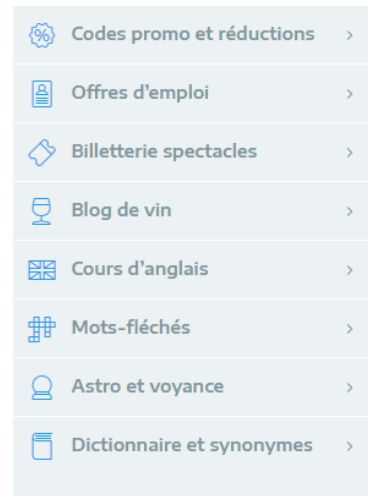 Codes promo et réductions
Offres d’emploi
Billetterie spectacles
Blog de vin
Cours d’anglais
Mots-fléchés
Astro et voyance
Dictionnaire et synonymes